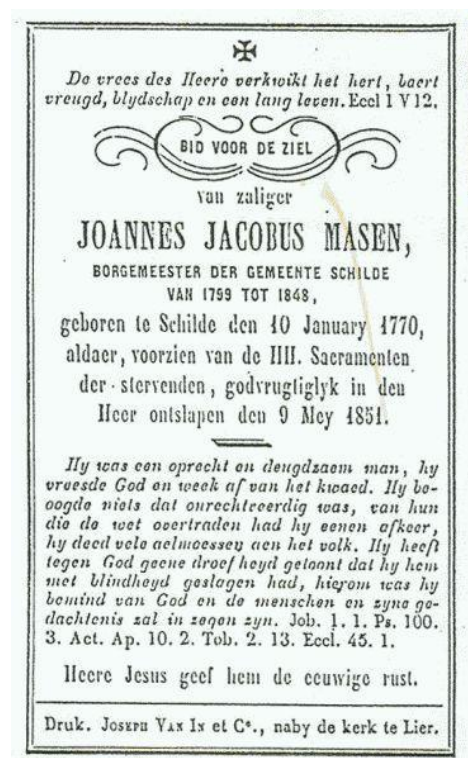 De vrees des Heere verkwikt het hert, baert
vreugd, blydschap en een lang leven. Eccl 1 V 12.
BID VOOR DE ZIEL
van zaliger
JOANNES JACOBUS MASEN,
BORGEMEESTER DER GEMEENTE SCHILDE
VAN 1799 TOT 1848,
geboren te Schilde den 10 January 1770,
aldaer, voorzien van de HH. Sacramenten
der stervenden, godvrugtiglyk in den
Heer ontslapen den 9 Mey 1851.
Hy was een oprecht en deugdzaem man, hy
vreesde God en week af van het kwaed. Hy be-
oogde niets dat onrechtveerdig was, van hun
die de wet overtraden had hy eenen afkeer,
hy deed vele aelmoessen aen het volk. Hy heeft
tegen God geene droefheyd getoont dat hy hem
met blindheyd geslagen had, hierom was hy
bemind van God en de menschen en zyne ge-
dachtenis zal in zegen zyn. Job. 1. 1. Ps. 100.
3. Act. Ap. 10. 2. Tob. 2. 13. Eccl. 45. 1.
Heere Jesus geef hem de eeuwige rust.
Druk. JOSEPH VAN IN et Cº., naby de kerk te Lier.